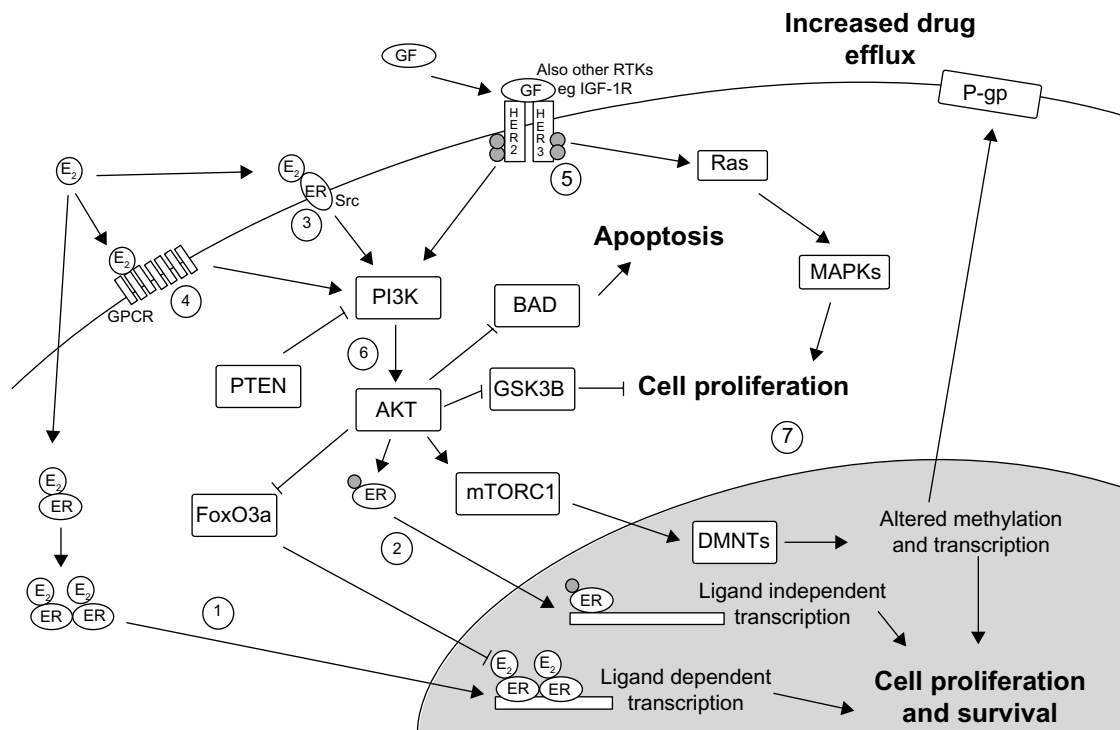 Increased drug
efflux
GF
Also other RTKs
eg IGF-1R
GF
P-gp
HER2
HER3
E2
E2
ER
Src
5
Ras
3
E2
GPCR
4
Apoptosis
MAPKs
PI3K
BAD
6
PTEN
AKT
GSK3B
Cell proliferation
7
E2
ER
FoxO3a
ER
mTORC1
DMNTs
Altered methylation
and transcription
2
E2
E2
ER
ER
1
ER
Ligand independent
transcription
E2
E2
ER
ER
Ligand dependent
transcription
Cell proliferation
and survival